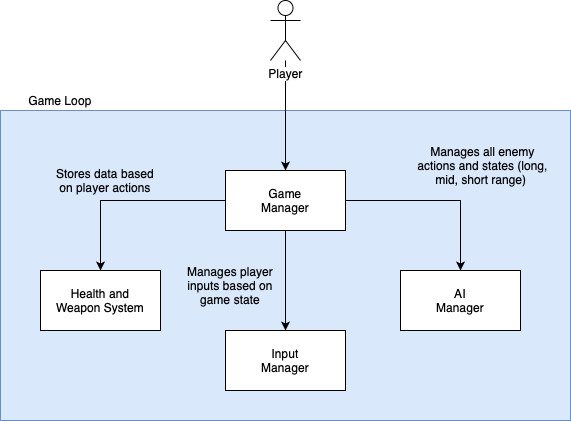 Player
Game Loop
Manages all enemy
actions and states (long,
mid, short range)
Stores data based
on player actions
Game
Manager
Manages player
inputs based on
game state
Health and
Weapon System
AI
Manager
Input
Manager